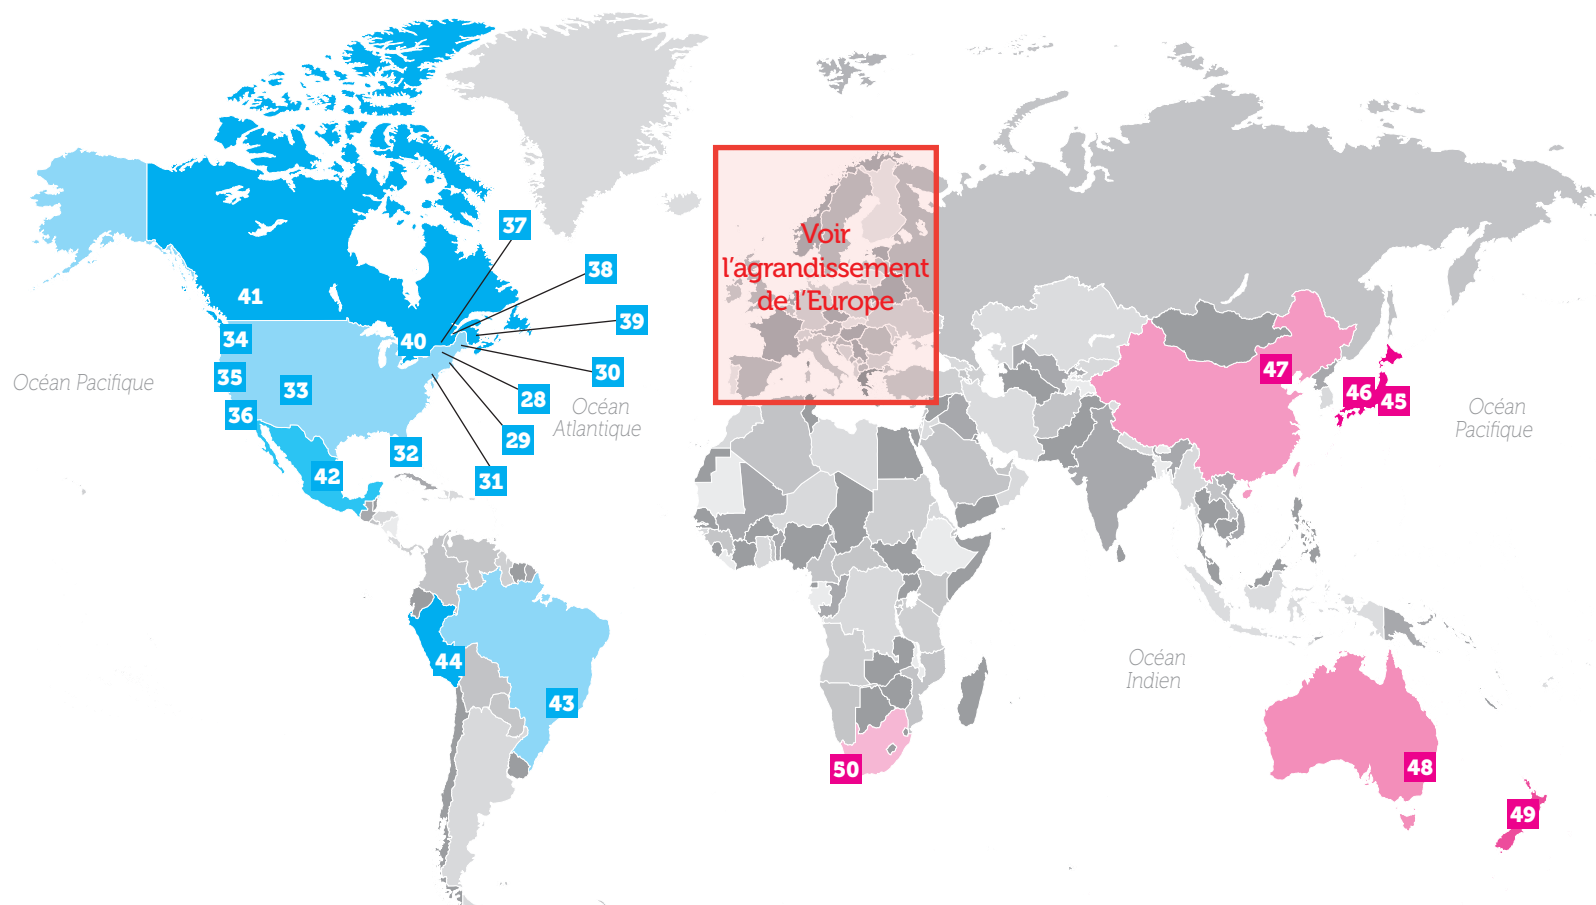 37
38
39
Voir
l'agrandissement
de l'Europe
41
34
40
47
30
35
33
46
45
Océan Pacifique
28
Océan
Atlantique
Océan
Pacifique
36
29
32
42
31
44
43
Océan
Indien
50
48
49